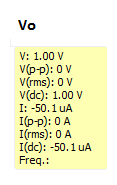 Vo
V: 1.00 V
V(p-p): 0 V
V(rms): 0 V
V(dc): 1.00 V
I: -50.1 uA
I(p-p): 0 A
I(rms): 0 A
I(dc): -50.1 uA
Freq.: